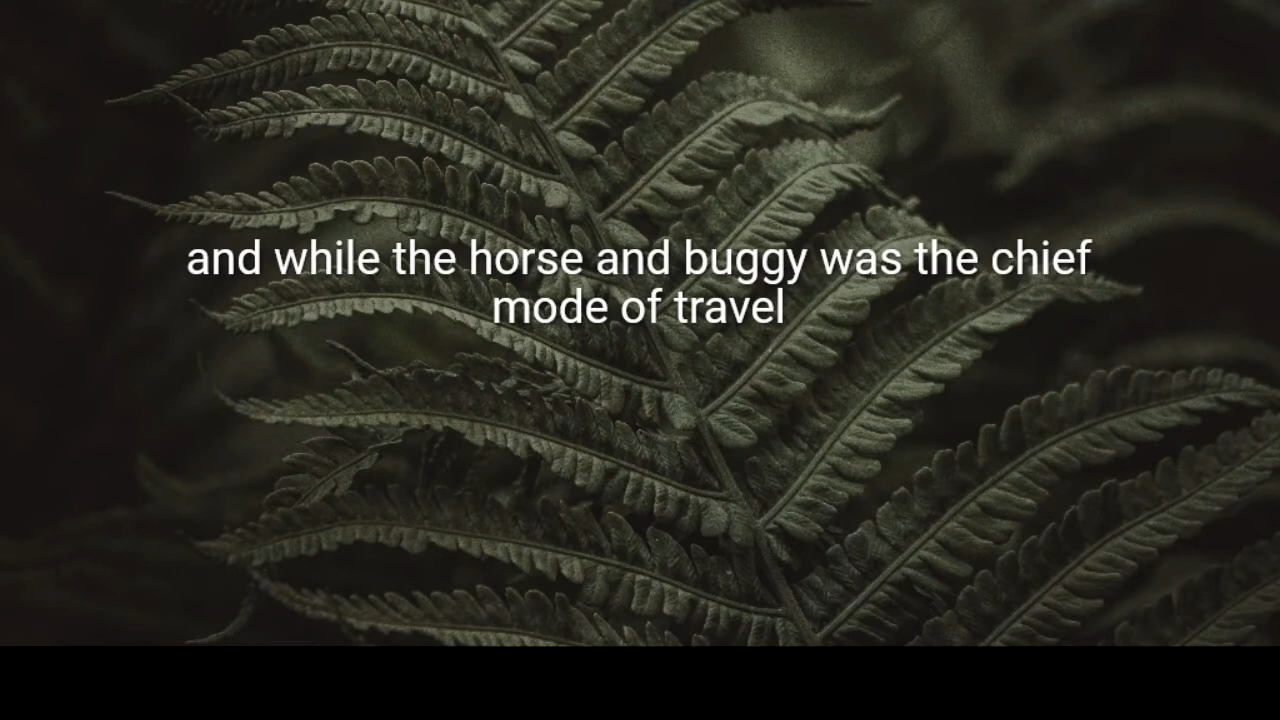 and while the horse and buggy was the chief
mode of travel